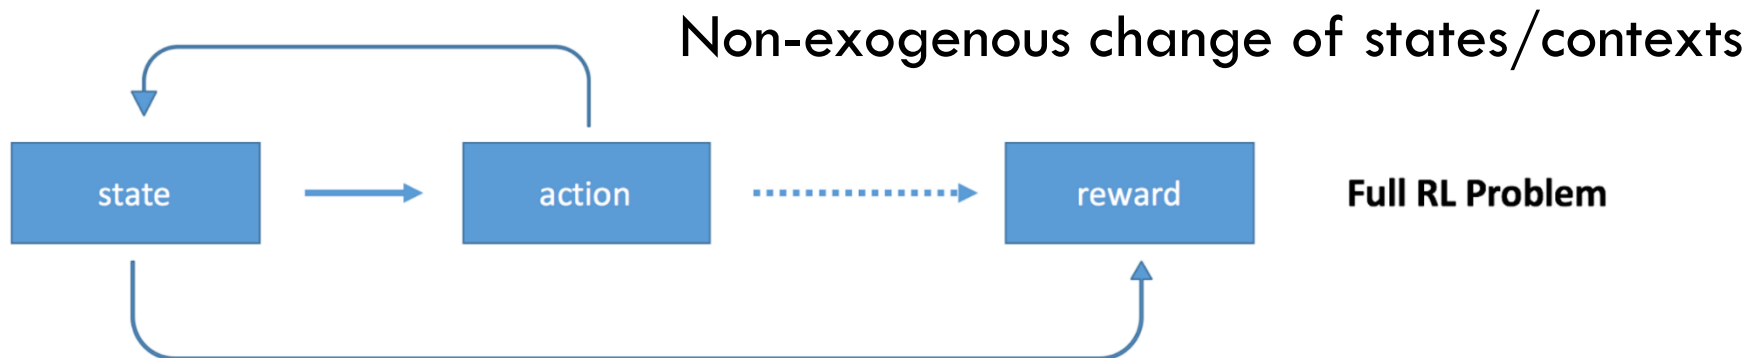 Non-exogenous change of states/contexts
state
action
reward
Full RL Problem